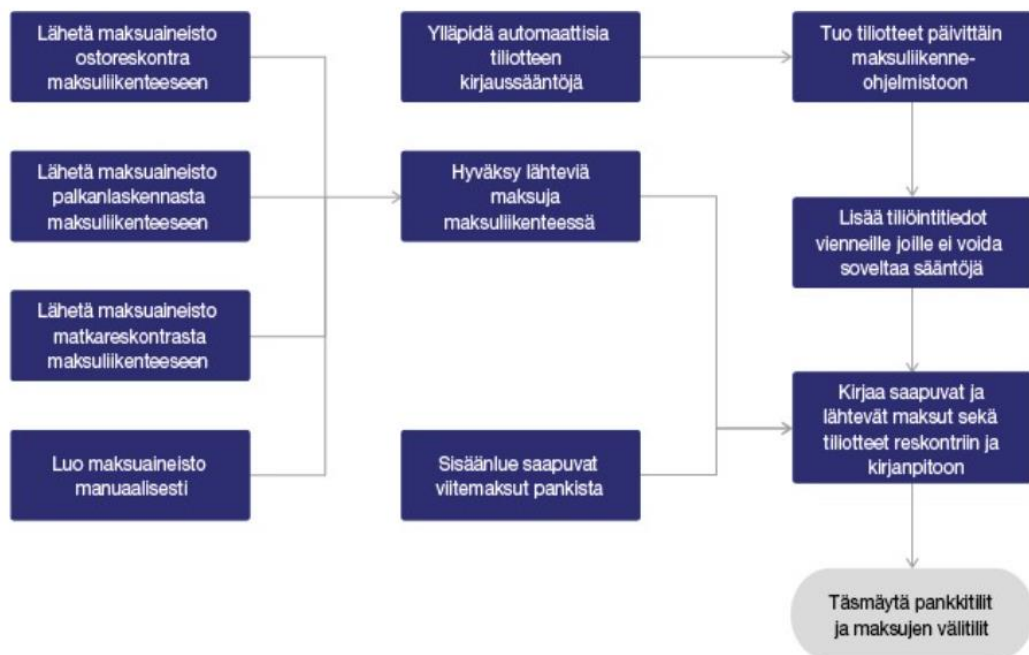 Lähetä maksuaineisto
ostoreskontra
maksuliikenteeseen
Lähetä maksuaineisto
palkanlaskennasta
maksuliikenteeseen
Lähetä maksuaineisto
matkareskontrasta
maksuliikenteeseen
Luo maksuaineisto
manuaalisesti
Ylläpidä automaattisia
tiliotteen
kirjaussääntöjä
Hyväksy lähteviä
maksuja
maksuliikenteessä
Sisäänlue saapuvat
viitemaksut pankista
Tuo tiliotteet päivittäin
maksuliikenne-
ohjelmistoon
Lisää tiliöintitiedot
vienneille joille ei voida
soveltaa sääntöjä
Kirjaa saapuvat ja
lähtevät maksut sekä
tiliotteet reskontriin ja
kirjanpitoon
Täsmäytä pankkitilit
ja maksujen välitilit